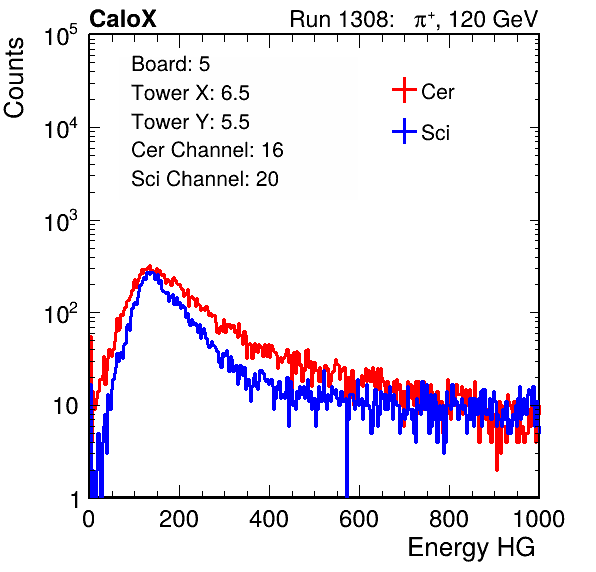 CaloX Run 1308: π⁺, 120 GeV
Counts
10⁵
10⁴
10³
10²
10
1
Board: 5
Tower X: 6.5
Tower Y: 5.5
Cer Channel: 16
Sci Channel: 20
Cer
Sci
0 200 400 600 800 1000
Energy HG